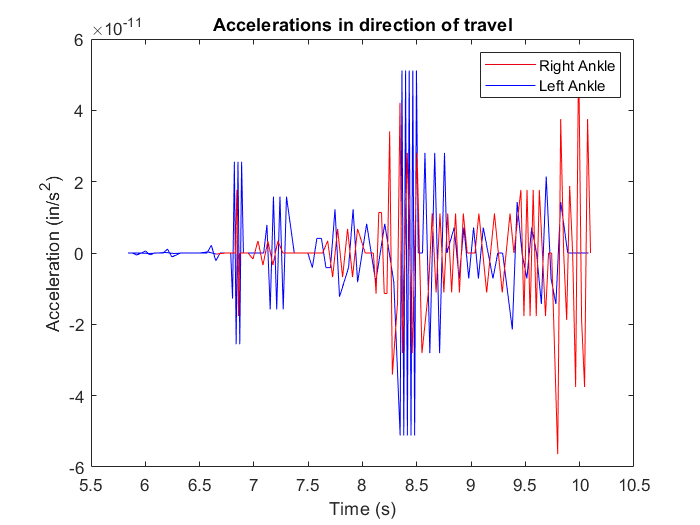 Accelerations in direction of travel
×10⁻¹¹
Right Ankle
Left Ankle
6
4
2
0
-2
-4
-6
Acceleration (in/s²)
5.5 6 6.5 7 7.5 8 8.5 9 9.5 10 10.5
Time (s)